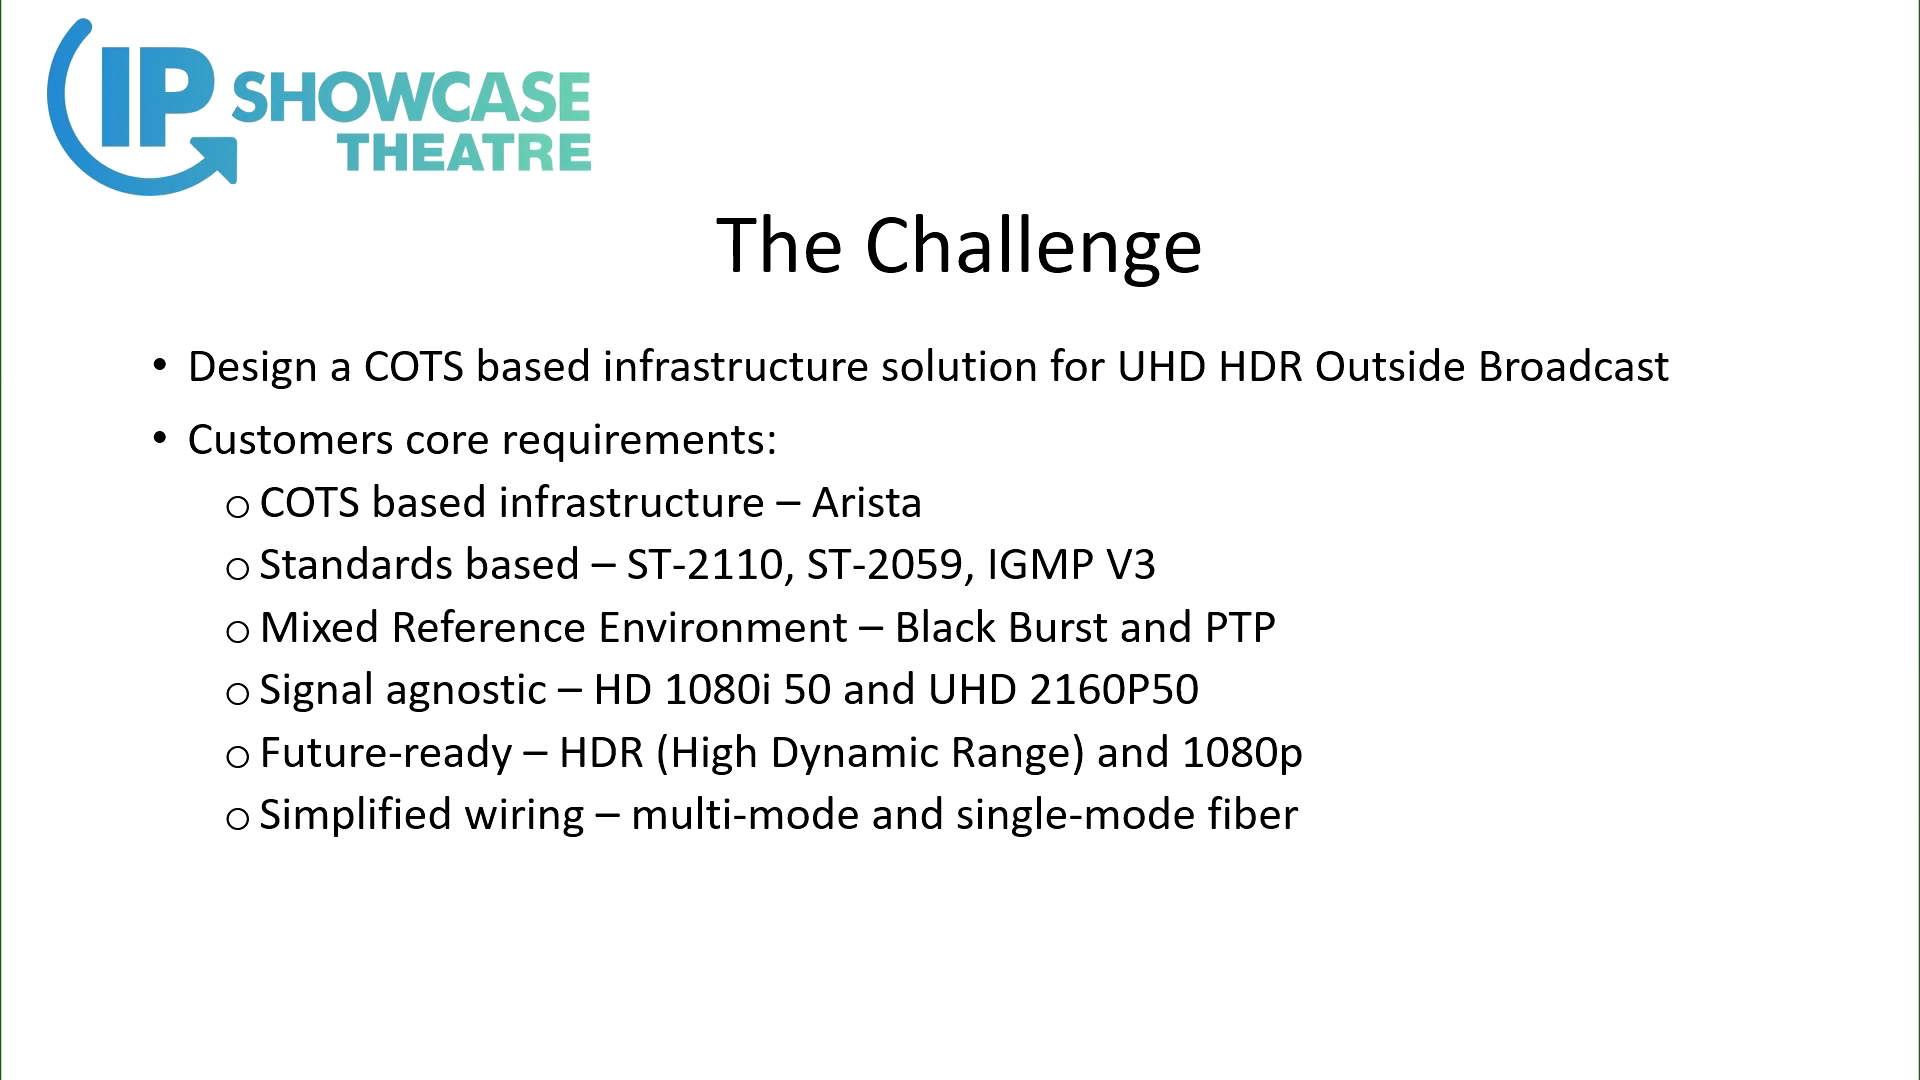 IP SHOWCASE
THEATRE
The Challenge
• Design a COTS based infrastructure solution for UHD HDR Outside Broadcast
• Customers core requirements:
o COTS based infrastructure – Arista
o Standards based – ST-2110, ST-2059, IGMP V3
o Mixed Reference Environment – Black Burst and PTP
o Signal agnostic – HD 1080i 50 and UHD 2160P50
o Future-ready – HDR (High Dynamic Range) and 1080p
o Simplified wiring – multi-mode and single-mode fiber